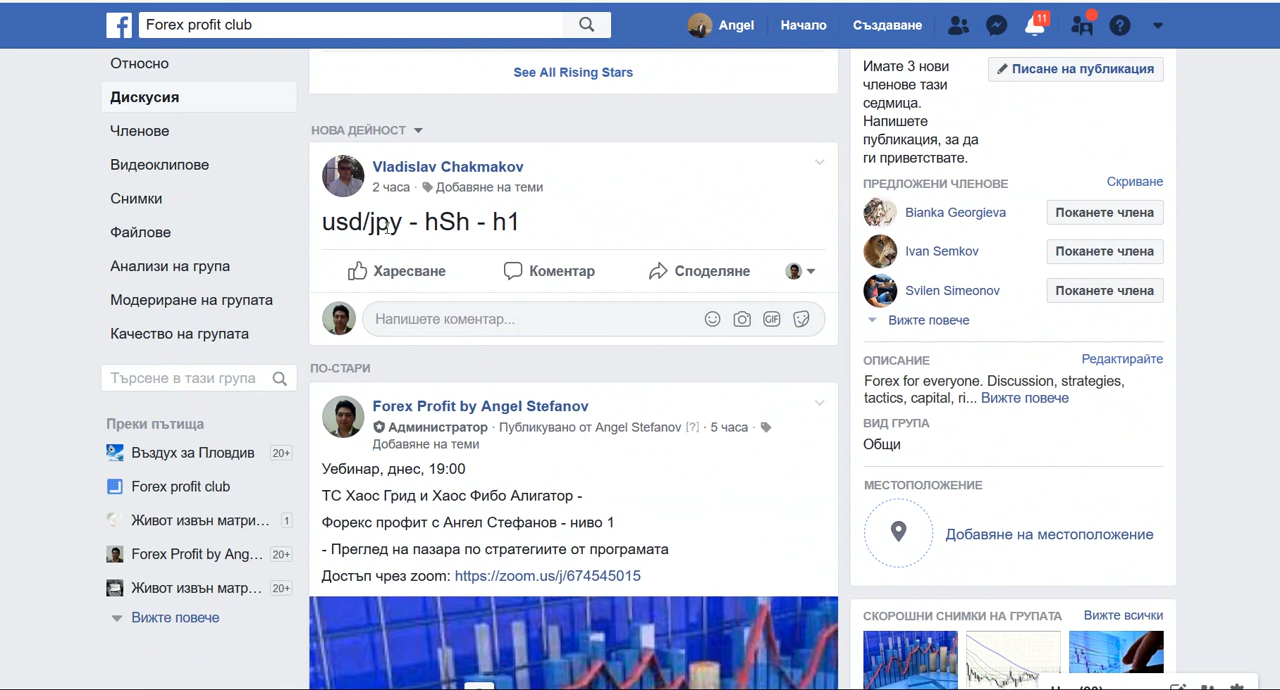 Forex profit club
Angel
Начало
Създаване
11
Относно
Дискусия
Членове
Видеоклипове
Снимки
Файлове
Анализи на група
Модериране на групата
Качество на групата
Търсене в тази група
Преки пътища
Въздух за Пловдив 20+
Forex profit club
Живот извън матри... 1
Forex Profit by Ang... 20+
Живот извън матр... 20+
Вижте повече
See All Rising Stars
НОВА ДЕЙНОСТ
Vladislav Chakmakov
2 часа · Добавяне на теми
usd/jpy - hSh - h1
Харесване
Коментар
Споделяне
Напишете коментар...
GIF
ПО-СТАРИ
Forex Profit by Angel Stefanov
Администратор · Публикувано от Angel Stefanov [?] · 5 часа ·
Добавяне на теми
Уебинар, днес, 19:00
ТС Хаос Грид и Хаос Фибо Алигатор -
Форекс профит с Ангел Стефанов - ниво 1
- Преглед на пазара по стратегиите от програмата
Достъп чрез zoom: https://zoom.us/j/674545015
Имате 3 нови
членове тази
седмица.
Напишете
публикация, за да
ги приветствате.
Писане на публикация
ПРЕДЛОЖЕНИ ЧЛЕНОВЕ
Скриване
Bianka Georgieva
Поканете члена
Ivan Semkov
Поканете члена
Svilen Simeonov
Поканете члена
Вижте повече
ОПИСАНИЕ
Редактирайте
Forex for everyone. Discussion, strategies,
tactics, capital, ri... Вижте повече
ВИД ГРУПА
Общи
МЕСТОПОЛОЖЕНИЕ
Добавяне на местоположение
СКОРОШНИ СНИМКИ НА ГРУПАТА
Вижте всички